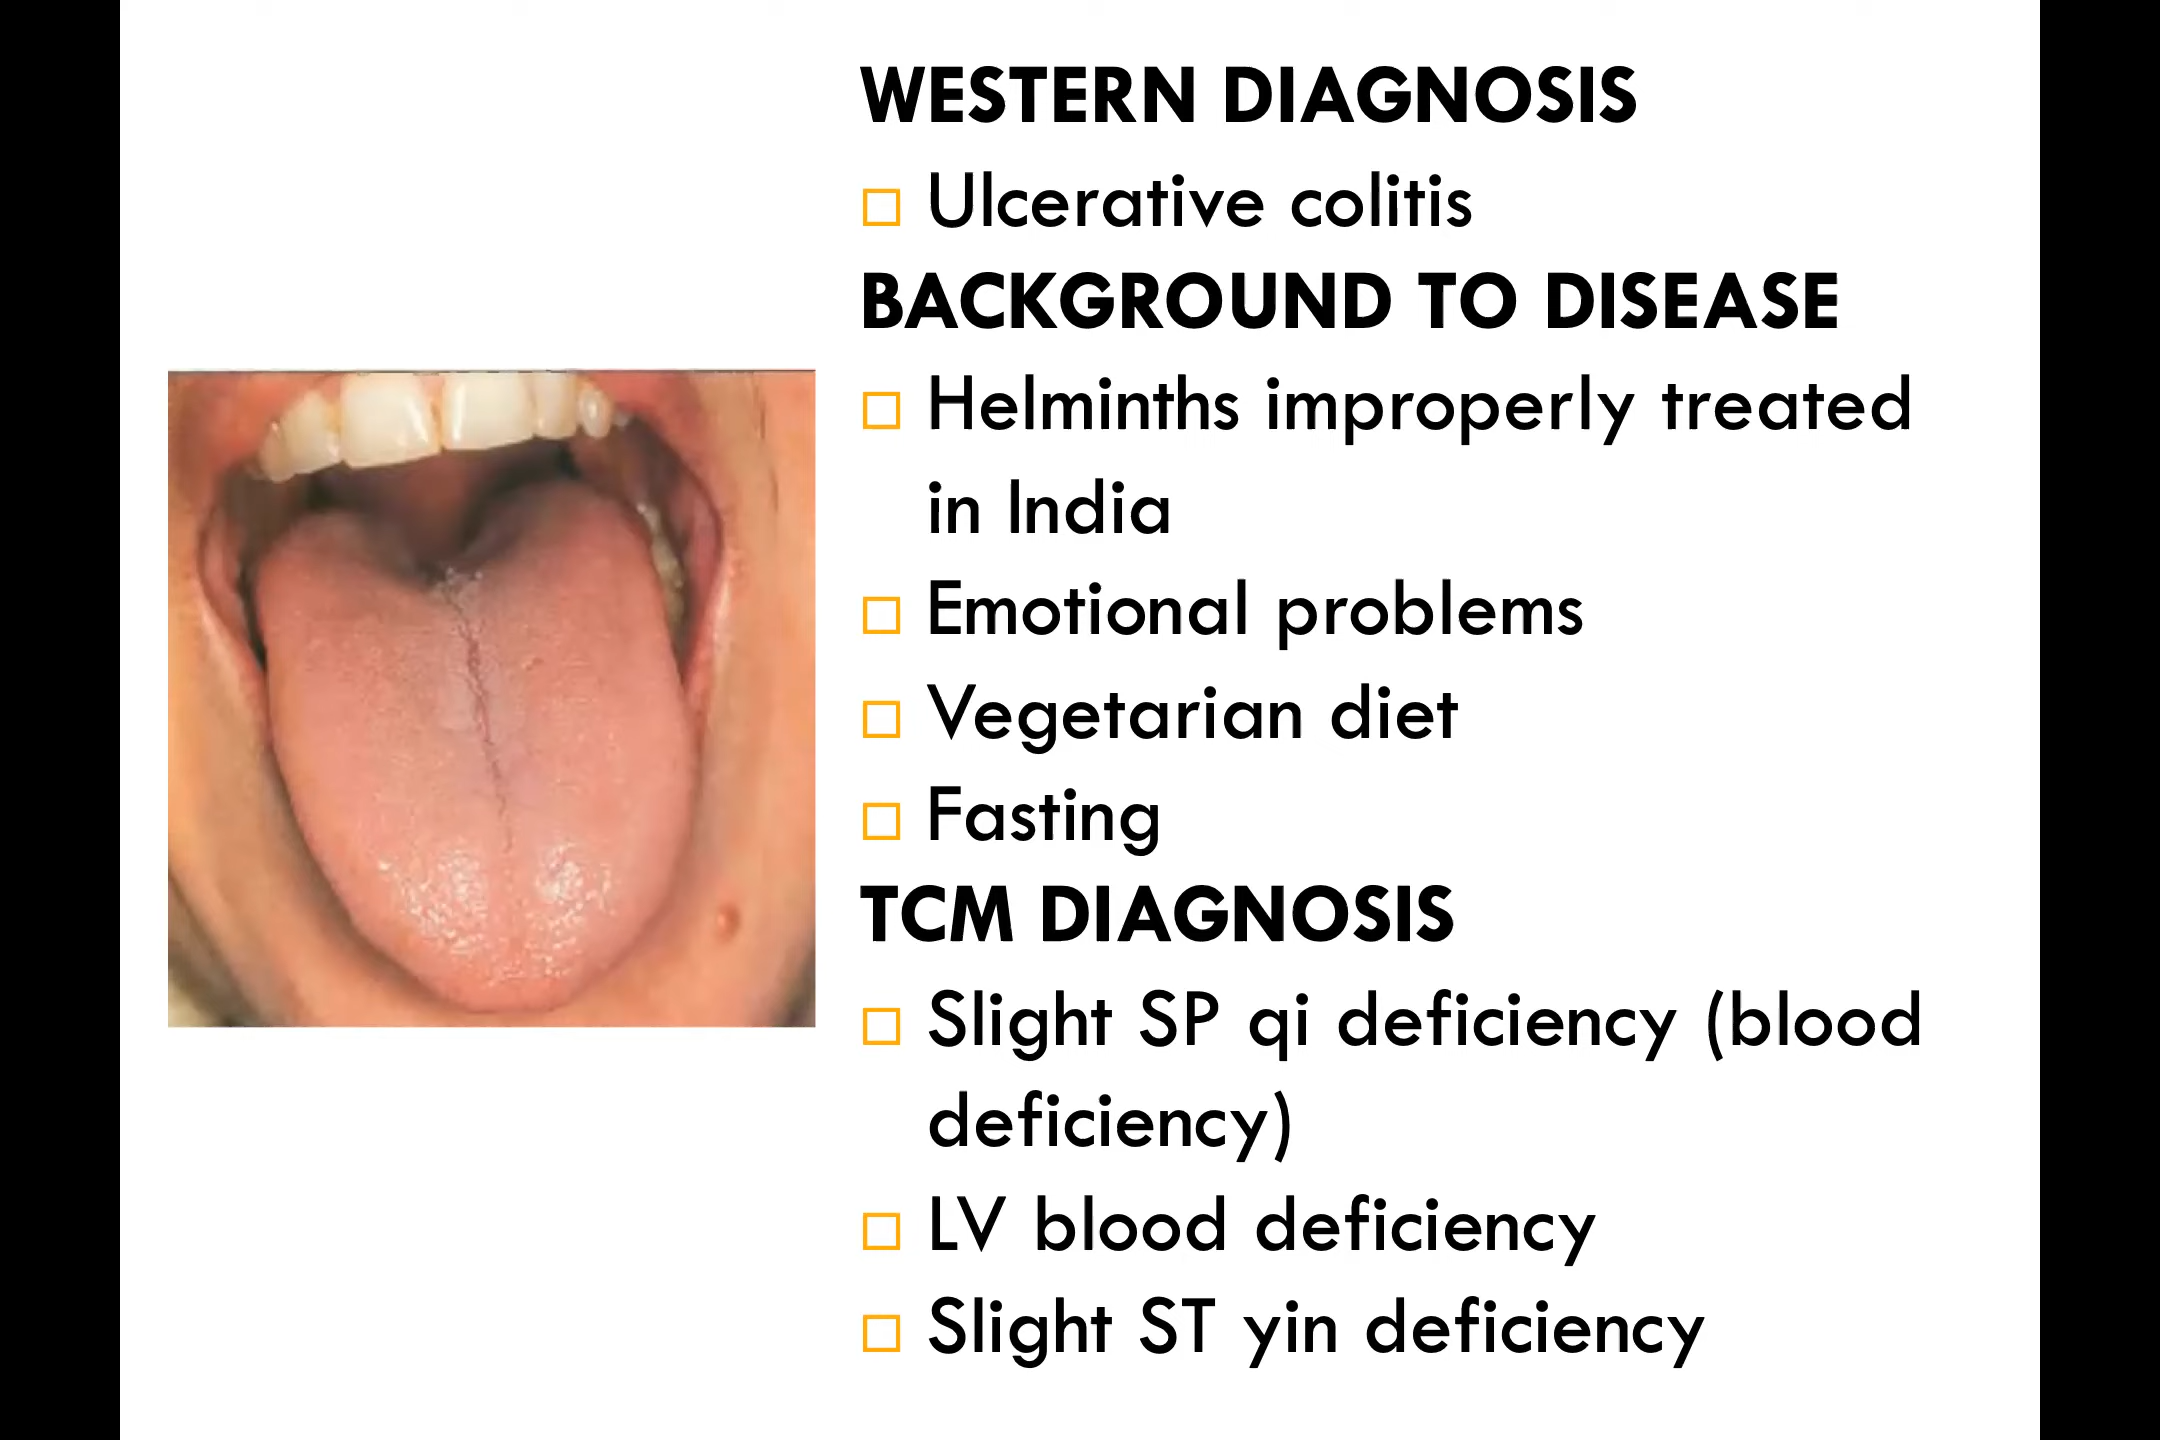 WESTERN DIAGNOSIS
Ulcerative colitis
BACKGROUND TO DISEASE
Helminths improperly treated
in India
Emotional problems
Vegetarian diet
Fasting
TCM DIAGNOSIS
Slight SP qi deficiency (blood
deficiency)
LV blood deficiency
Slight ST yin deficiency